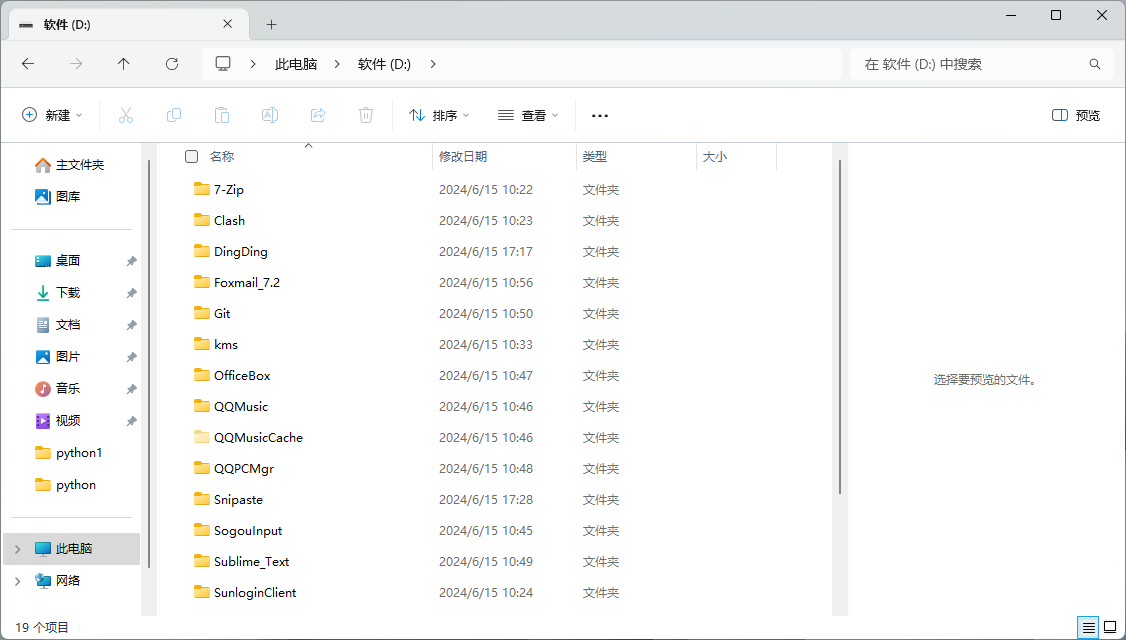 软件 (D:)
此电脑 软件 (D:) 在 软件 (D:) 中搜索
新建 排序 查看 预览
主文件夹
图库
桌面
下载
文档
图片
音乐
视频
python1
python
此电脑
网络
名称 修改日期 类型 大小
7-Zip 2024/6/15 10:22 文件夹
Clash 2024/6/15 10:23 文件夹
DingDing 2024/6/15 17:17 文件夹
Foxmail_7.2 2024/6/15 10:56 文件夹
Git 2024/6/15 10:50 文件夹
kms 2024/6/15 10:33 文件夹
OfficeBox 2024/6/15 10:47 文件夹
QQMusic 2024/6/15 10:46 文件夹
QQMusicCache 2024/6/15 10:46 文件夹
QQPCMgr 2024/6/15 10:48 文件夹
Snipaste 2024/6/15 17:28 文件夹
SogouInput 2024/6/15 10:45 文件夹
Sublime_Text 2024/6/15 10:49 文件夹
SunloginClient 2024/6/15 10:24 文件夹
选择要预览的文件。
19 个项目